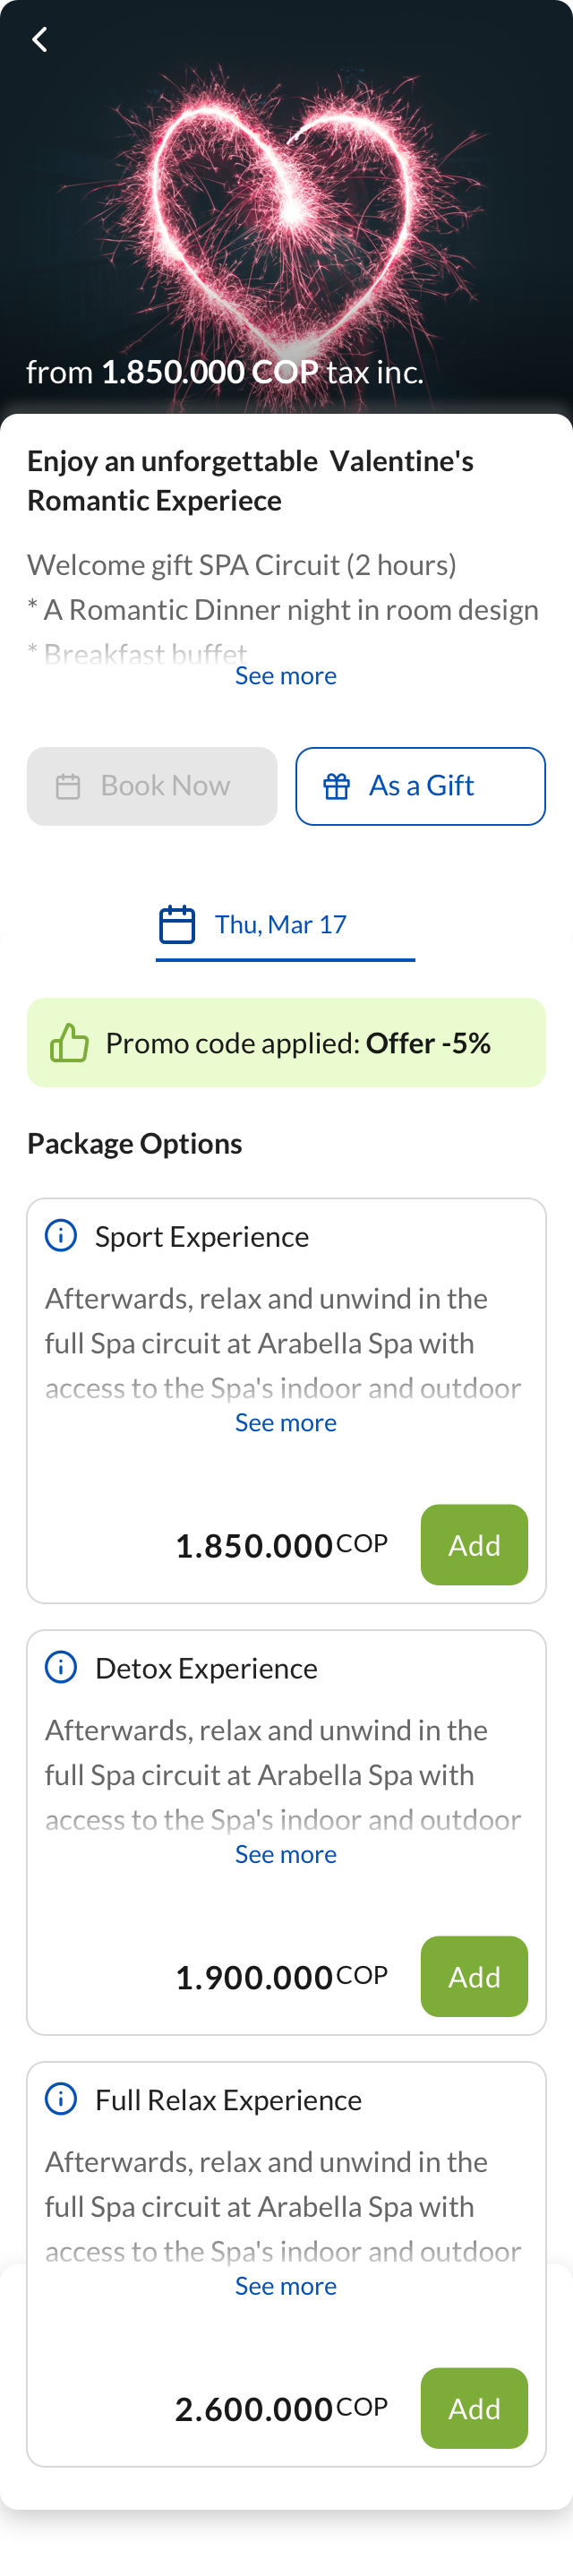 from 1.850.000 COP tax inc.
Enjoy an unforgettable  Valentine's
Romantic Experiece
Welcome gift SPA Circuit (2 hours)
* A Romantic Dinner night in room design
* Breakfast buffet
See more
Book Now
As a Gift
Thu, Mar 17
Promo code applied: Offer -5%
Package Options
Sport Experience
Afterwards, relax and unwind in the
full Spa circuit at Arabella Spa with
access to the Spa's indoor and outdoor
See more
1.850.000COP
Add
Detox Experience
Afterwards, relax and unwind in the
full Spa circuit at Arabella Spa with
access to the Spa's indoor and outdoor
See more
1.900.000COP
Add
Full Relax Experience
Afterwards, relax and unwind in the
full Spa circuit at Arabella Spa with
access to the Spa's indoor and outdoor
See more
2.600.000COP
Add